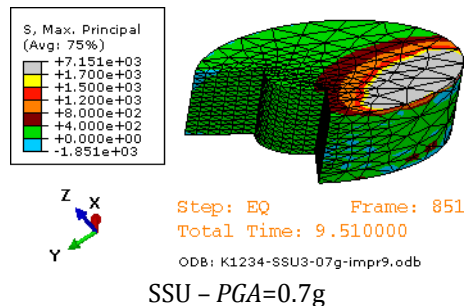 S, Max. Principal
(Avg: 75%)
+7.151e+03
+1.700e+03
+1.500e+03
+1.200e+03
+8.000e+02
+4.000e+02
+0.000e+00
-1.851e+03
Z X
Y
Step: EQ Frame: 851
Total Time: 9.510000
ODB: K1234-SSU3-07g-impr9.odb
SSU – PGA=0.7g